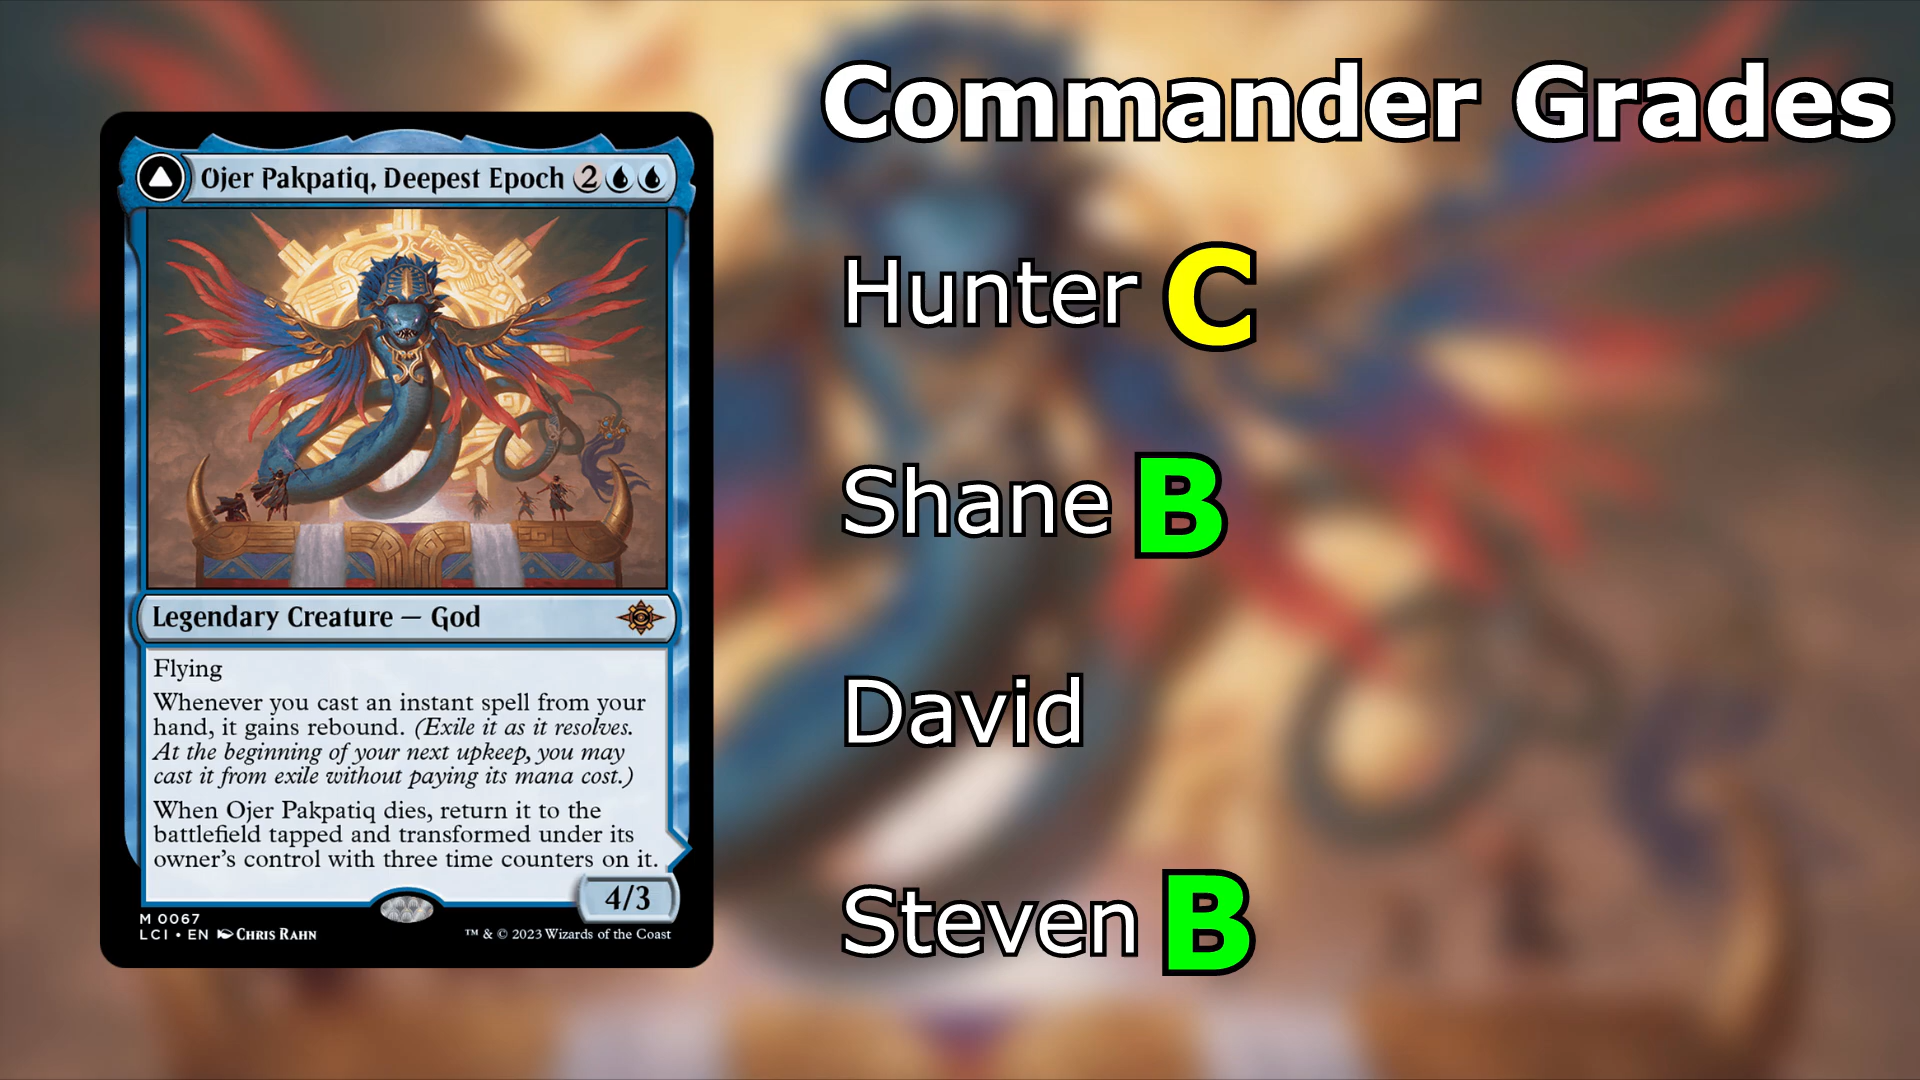 Commander Grades
Ojer Pakpatiq, Deepest Epoch 2
Legendary Creature — God
Flying
Whenever you cast an instant spell from your
hand, it gains rebound. (Exile it as it resolves.
At the beginning of your next upkeep, you may
cast it from exile without paying its mana cost.)
When Ojer Pakpatiq dies, return it to the
battlefield tapped and transformed under its
owner's control with three time counters on it.
4/3
M 0067
LCI • EN Chris Rahn
™ & © 2023 Wizards of the Coast
Hunter C
Shane B
David
Steven B